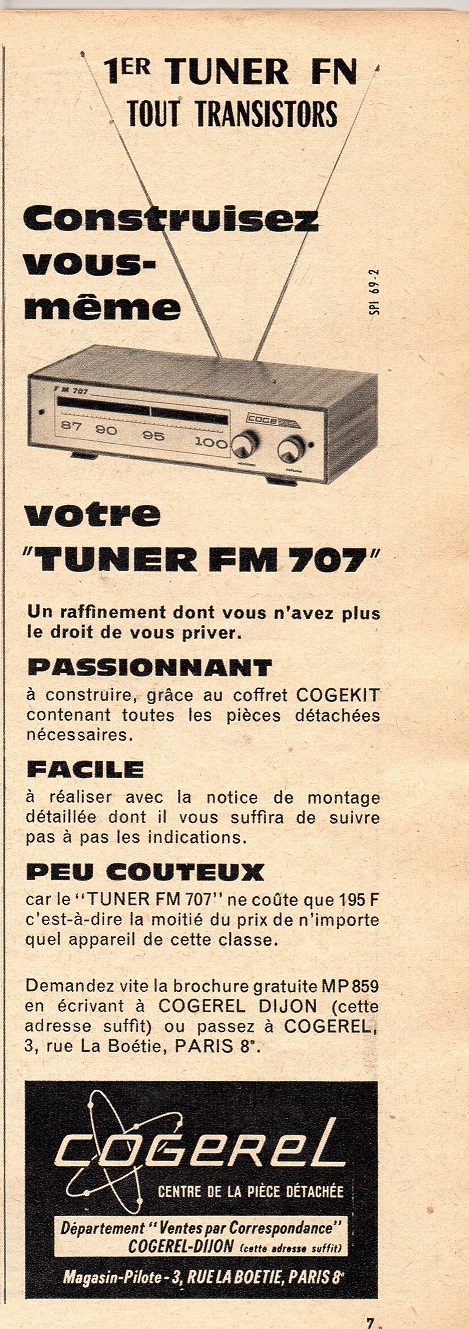 1ER TUNER FN
TOUT TRANSISTORS
Construisez
vous-
même
SPI 69-2
FM 707
COGE
87 90 95 100
votre
"TUNER FM 707"
Un raffinement dont vous n'avez plus
le droit de vous priver.
PASSIONNANT
à construire, grâce au coffret COGEKIT
contenant toutes les pièces détachées
nécessaires.
FACILE
à réaliser avec la notice de montage
détaillée dont il vous suffira de suivre
pas à pas les indications.
PEU COUTEUX
car le "TUNER FM 707" ne coûte que 195 F
c'est-à-dire la moitié du prix de n'importe
quel appareil de cette classe.
Demandez vite la brochure gratuite MP 859
en écrivant à COGEREL DIJON (cette
adresse suffit) ou passez à COGEREL,
3, rue La Boétie, PARIS 8e.
COGEREL
CENTRE DE LA PIÈCE DÉTACHÉE
Département "Ventes par Correspondance"
COGEREL-DIJON (cette adresse suffit)
Magasin-Pilote - 3, RUE LA BOETIE, PARIS 8e
7